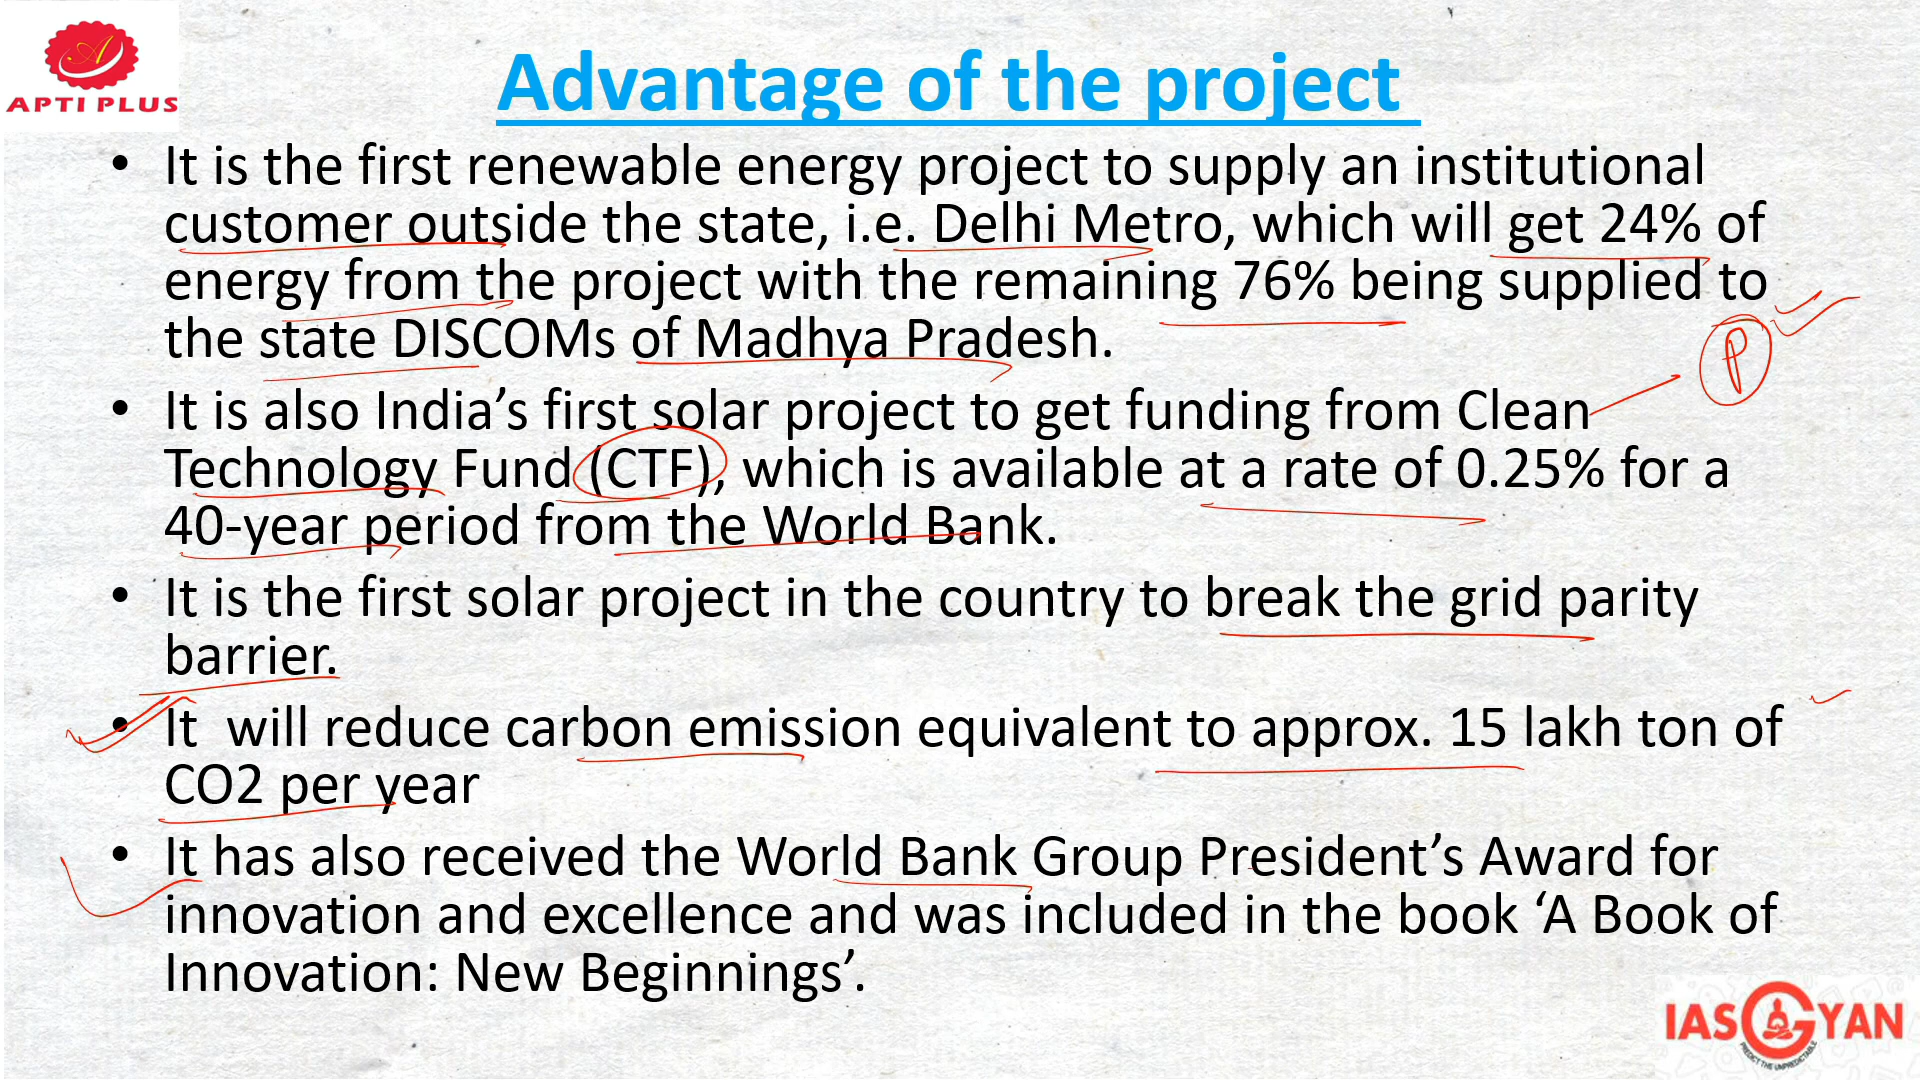 A
APTI PLUS
Advantage of the project
• It is the first renewable energy project to supply an institutional
customer outside the state, i.e. Delhi Metro, which will get 24% of
energy from the project with the remaining 76% being supplied to
the state DISCOMs of Madhya Pradesh.
P
• It is also India’s first solar project to get funding from Clean
Technology Fund (CTF), which is available at a rate of 0.25% for a
40-year period from the World Bank.
• It is the first solar project in the country to break the grid parity
barrier.
• It will reduce carbon emission equivalent to approx. 15 lakh ton of
CO2 per year
• It has also received the World Bank Group President’s Award for
innovation and excellence and was included in the book ‘A Book of
Innovation: New Beginnings’.
IAS GYAN
PREDICT THE UNPREDICTABLE